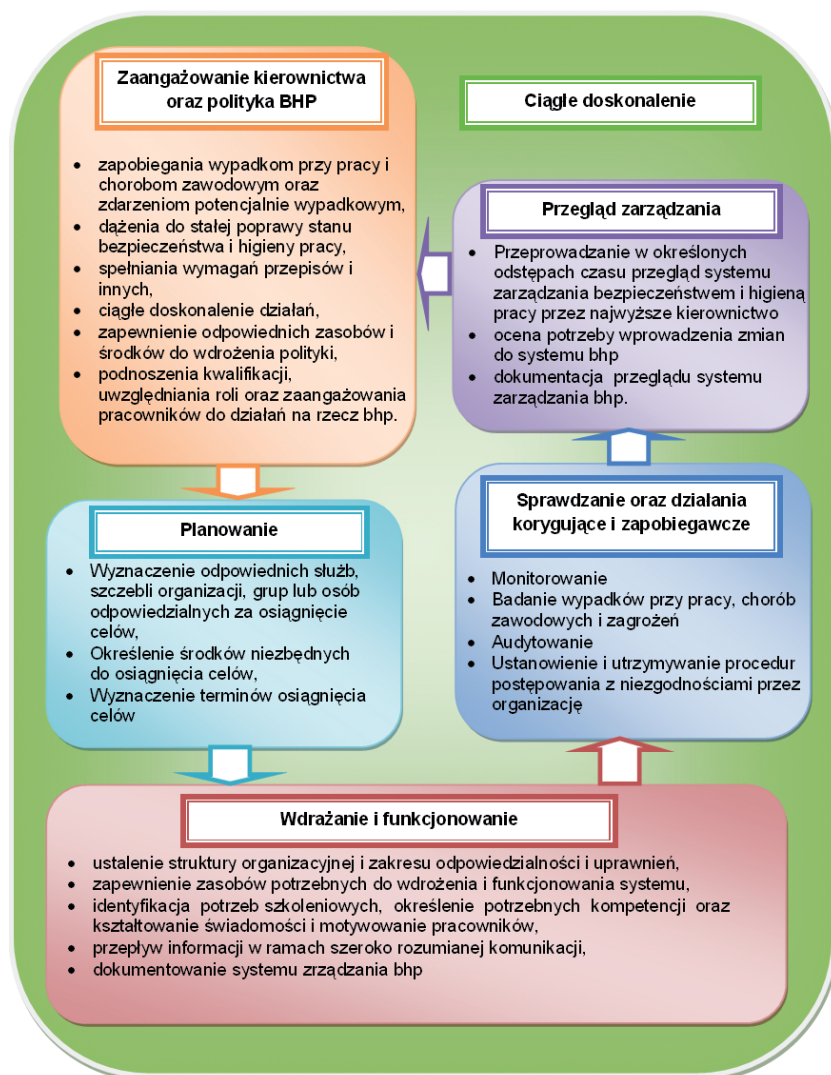 Zaangażowanie kierownictwa
oraz polityka BHP
• zapobiegania wypadkom przy pracy i
chorobom zawodowym oraz
zdarzeniom potencjalnie wypadkowym,
• dążenia do stałej poprawy stanu
bezpieczeństwa i higieny pracy,
• spełniania wymagań przepisów i
innych,
• ciągłe doskonalenie działań,
• zapewnienie odpowiednich zasobów i
środków do wdrożenia polityki,
• podnoszenia kwalifikacji,
uwzględniania roli oraz zaangażowania
pracowników do działań na rzecz bhp.
Ciągłe doskonalenie
Przegląd zarządzania
• Przeprowadzanie w określonych
odstępach czasu przegląd systemu
zarządzania bezpieczeństwem i higieną
pracy przez najwyższe kierownictwo
• ocena potrzeby wprowadzenia zmian
do systemu bhp
• dokumentacja przeglądu systemu
zarządzania bhp.
Planowanie
• Wyznaczenie odpowiednich służb,
szczebli organizacji, grup lub osób
odpowiedzialnych za osiągnięcie
celów,
• Określenie środków niezbędnych
do osiągnięcia celów,
• Wyznaczenie terminów osiągnięcia
celów
Sprawdzanie oraz działania
korygujące i zapobiegawcze
• Monitorowanie
• Badanie wypadków przy pracy, chorób
zawodowych i zagrożeń
• Audytowanie
• Ustanowienie i utrzymywanie procedur
postępowania z niezgodnościami przez
organizację
Wdrażanie i funkcjonowanie
• ustalenie struktury organizacyjnej i zakresu odpowiedzialności i uprawnień,
• zapewnienie zasobów potrzebnych do wdrożenia i funkcjonowania systemu,
• identyfikacja potrzeb szkoleniowych, określenie potrzebnych kompetencji oraz
kształtowanie świadomości i motywowanie pracowników,
• przepływ informacji w ramach szeroko rozumianej komunikacji,
• dokumentowanie systemu zrządzania bhp